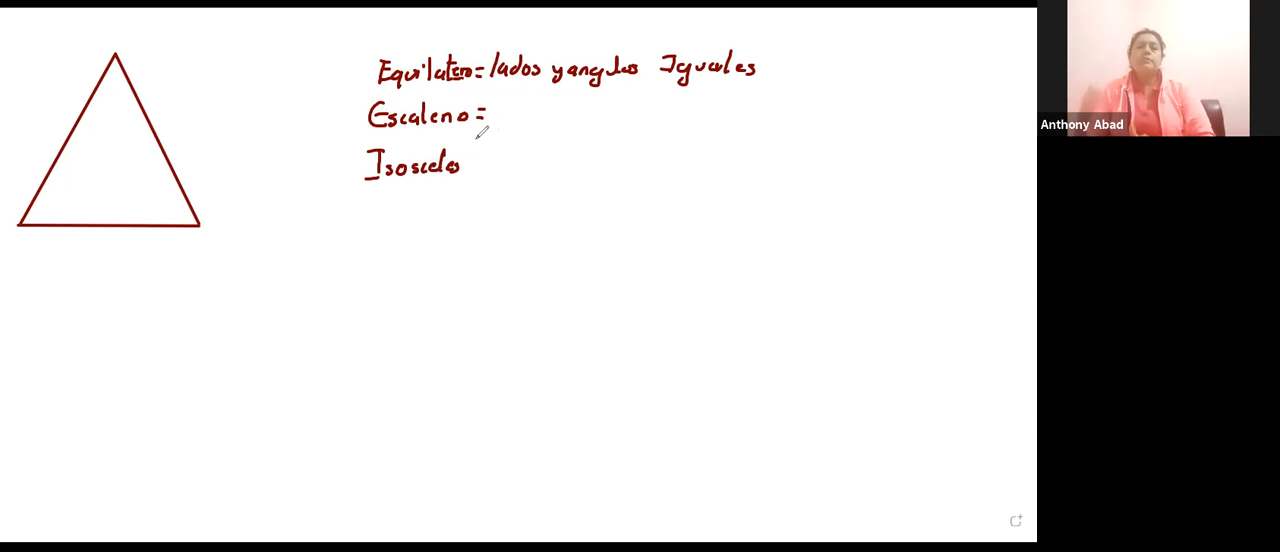 Equilatero= lados y angulos Iguales
Escaleno=
Isosceles
Anthony Abad